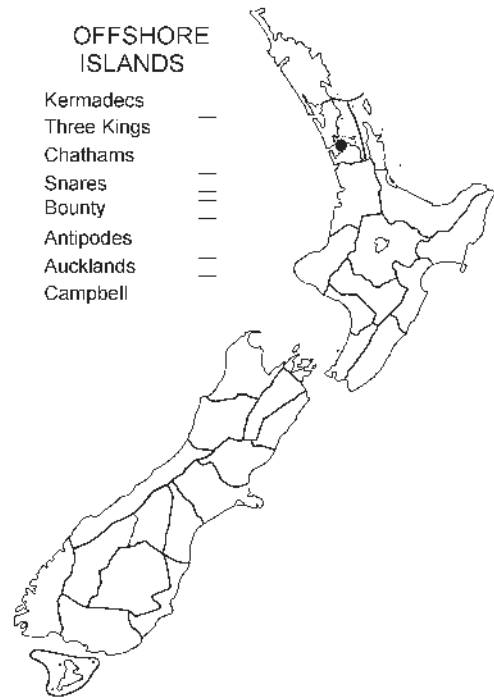 OFFSHORE
ISLANDS
Kermadecs
Three Kings
Chathams
Snares
Bounty
Antipodes
Aucklands
Campbell